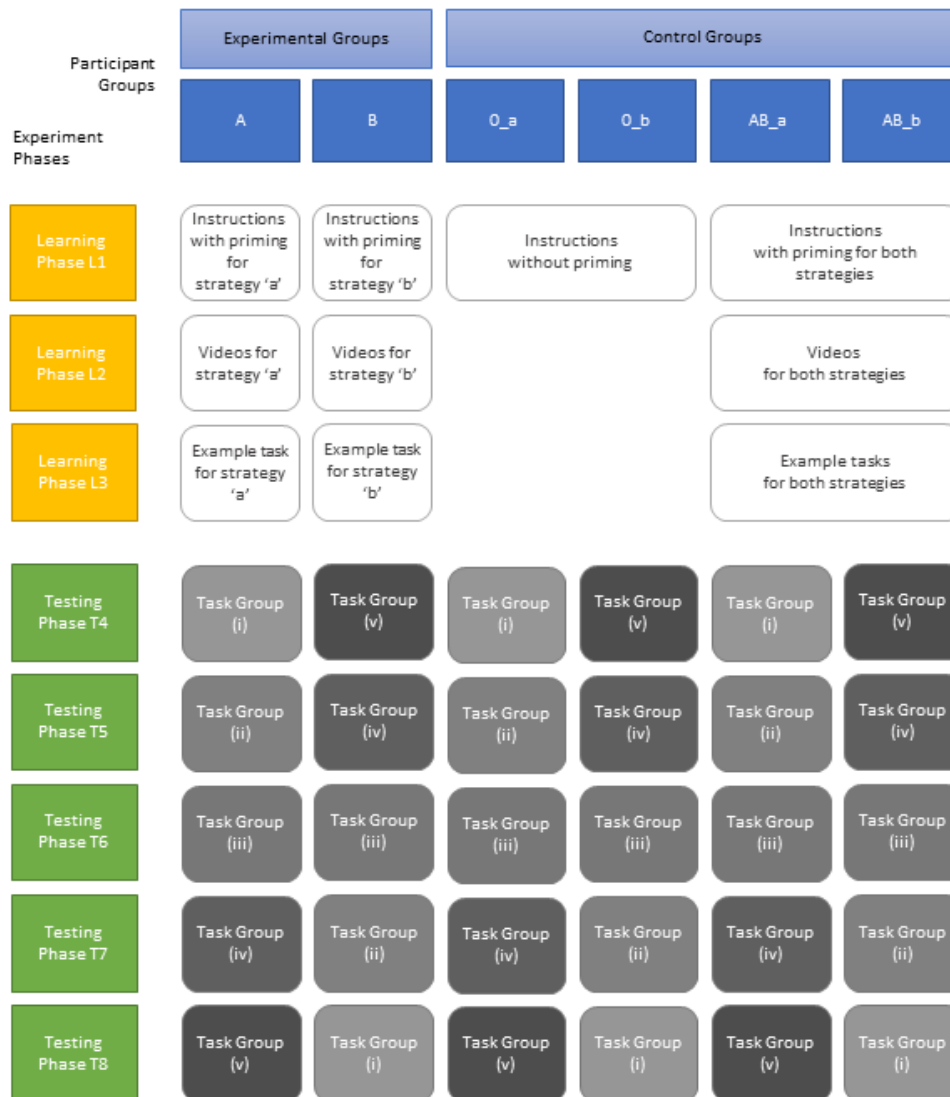 Experimental Groups
Control Groups
Participant
Groups
A
B
0_a
0_b
AB_a
AB_b
Experiment
Phases
Learning
Phase L1
Instructions
with priming
for
strategy 'a'
Instructions
with priming
for
strategy 'b'
Instructions
without priming
Instructions
with priming for both
strategies
Learning
Phase L2
Videos for
strategy 'a'
Videos for
strategy 'b'
Videos
for both strategies
Learning
Phase L3
Example task
for strategy
'a'
Example task
for strategy
'b'
Example tasks
for both strategies
Testing
Phase T4
Task Group
(i)
Task Group
(v)
Task Group
(i)
Task Group
(v)
Task Group
(i)
Task Group
(v)
Testing
Phase T5
Task Group
(ii)
Task Group
(iv)
Task Group
(ii)
Task Group
(iv)
Task Group
(ii)
Task Group
(iv)
Testing
Phase T6
Task Group
(iii)
Task Group
(iii)
Task Group
(iii)
Task Group
(iii)
Task Group
(iii)
Task Group
(iii)
Testing
Phase T7
Task Group
(iv)
Task Group
(ii)
Task Group
(iv)
Task Group
(ii)
Task Group
(iv)
Task Group
(ii)
Testing
Phase T8
Task Group
(v)
Task Group
(i)
Task Group
(v)
Task Group
(i)
Task Group
(v)
Task Group
(i)